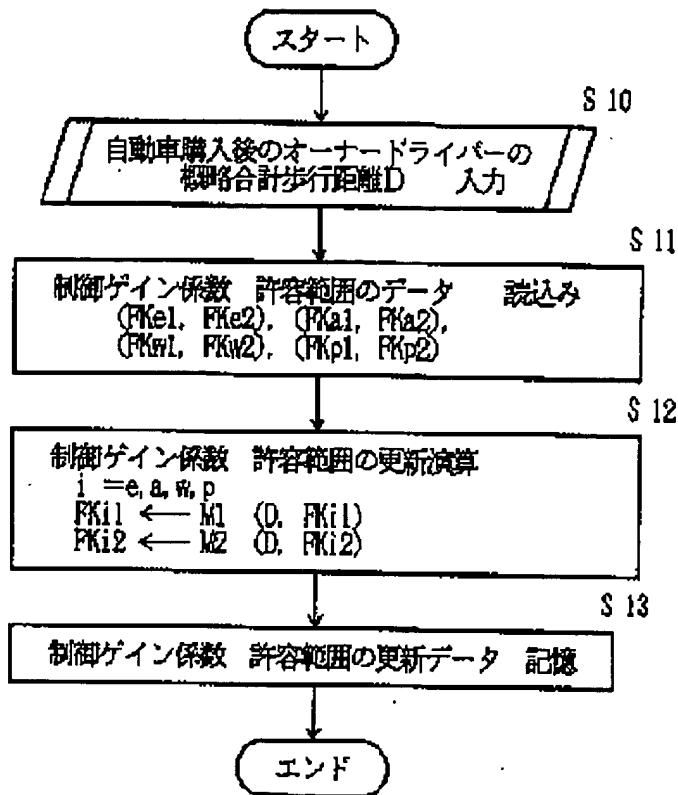 スタート
S 10
自動車購入後のオーナードライバーの
概略合計歩行距離D 入力
S 11
制御ゲイン係数 許容範囲のデータ 読込み
(FKe1, FKe2), (FKa1, FKa2),
(FKw1, FKw2), (FKp1, FKp2)
S 12
制御ゲイン係数 許容範囲の更新演算
i =e, a, w, p
FKi1 ← M1 (D, FKi1)
FKi2 ← M2 (D, FKi2)
S 13
制御ゲイン係数 許容範囲の更新データ 記憶
エンド